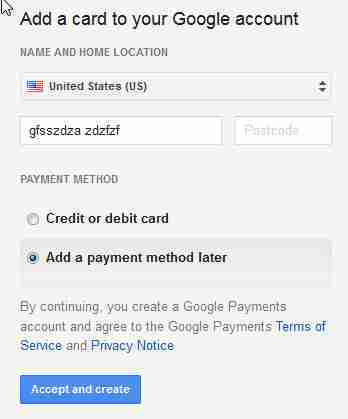 Add a card to your Google account
NAME AND HOME LOCATION
United States (US)
gfsszdza zdzfzf Postcode
PAYMENT METHOD
Credit or debit card
Add a payment method later
By continuing, you create a Google Payments
account and agree to the Google Payments Terms of
Service and Privacy Notice
Accept and create